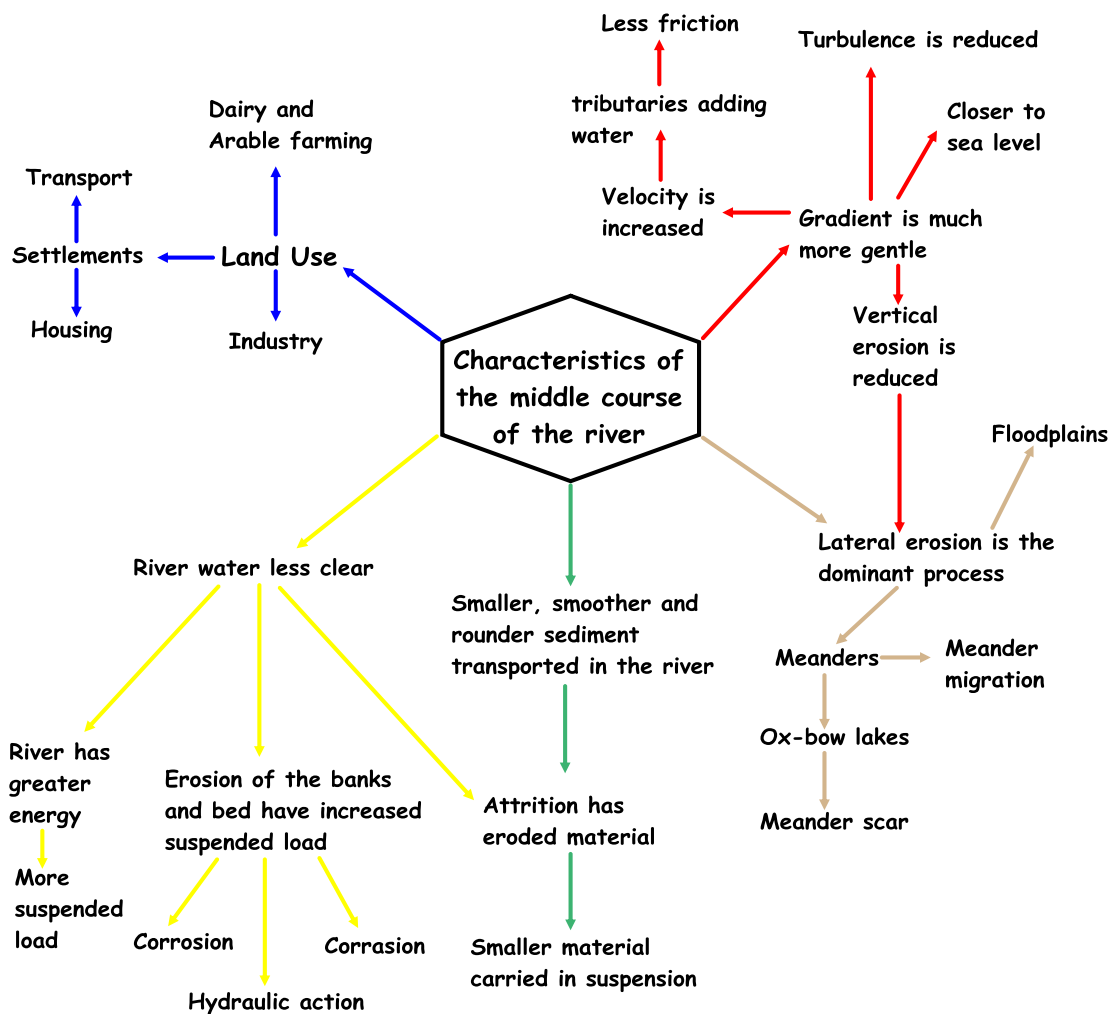 Less friction
Turbulence is reduced
Dairy and
Arable farming
tributaries adding
water
Closer to
sea level
Transport
Velocity is
increased
Gradient is much
more gentle
Settlements
Land Use
Housing
Industry
Vertical
erosion is
reduced
Characteristics of
the middle course
of the river
Floodplains
River water less clear
Lateral erosion is the
dominant process
Smaller, smoother and
rounder sediment
transported in the river
Meanders
Meander
migration
Ox-bow lakes
Meander scar
River has
greater
energy
Erosion of the banks
and bed have increased
suspended load
Attrition has
eroded material
More
suspended
load
Corrosion
Corrasion
Hydraulic action
Smaller material
carried in suspension